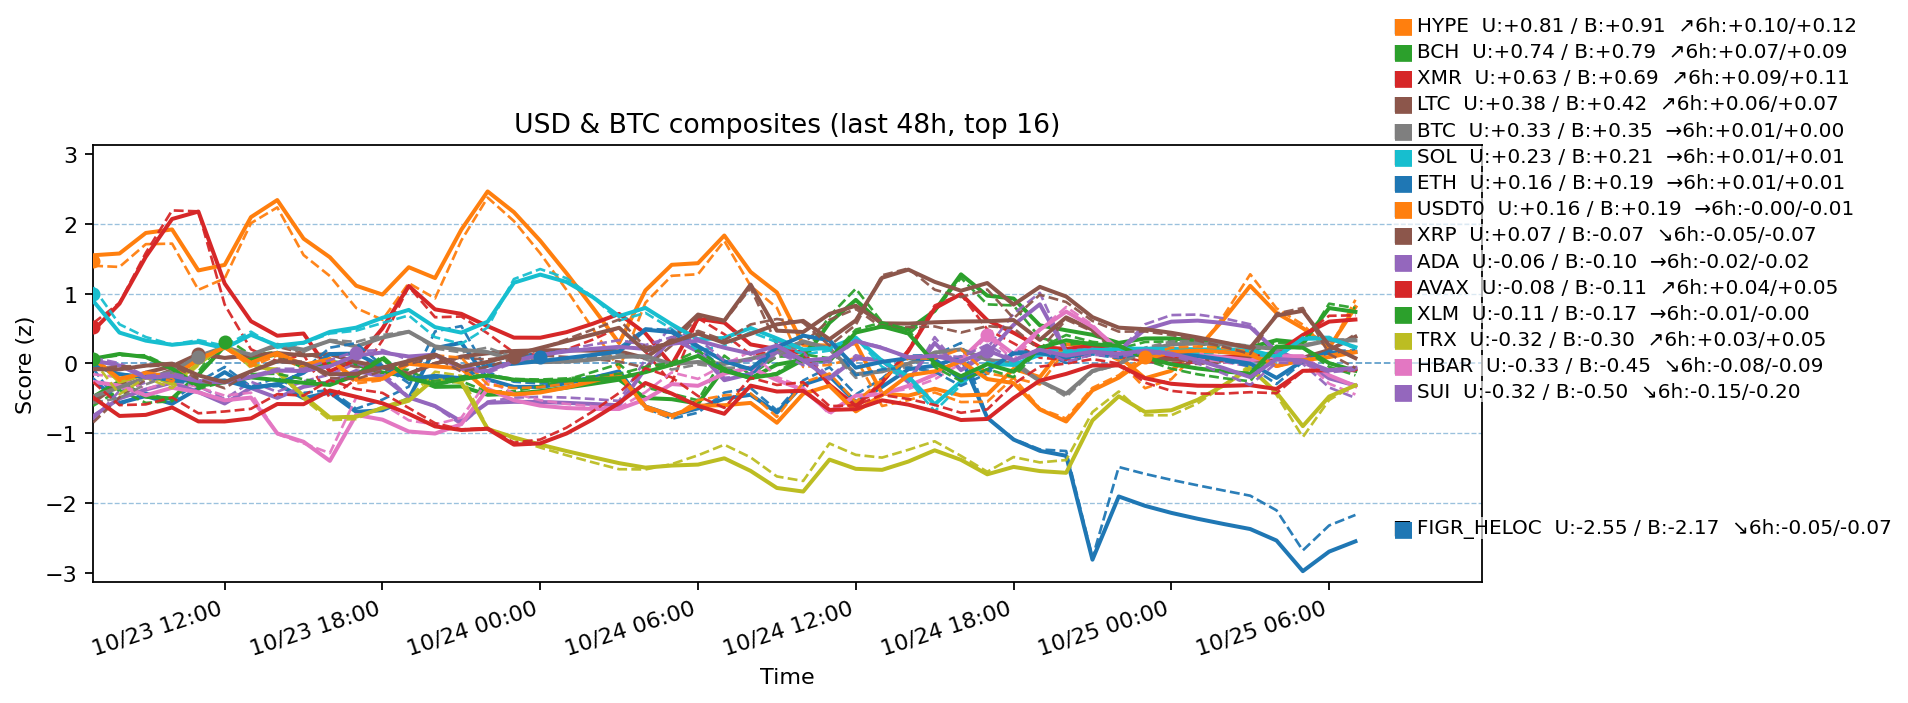 HYPE  U:+0.81 / B:+0.91  ↗6h:+0.10/+0.12
BCH  U:+0.74 / B:+0.79  ↗6h:+0.07/+0.09
XMR  U:+0.63 / B:+0.69  ↗6h:+0.09/+0.11
LTC  U:+0.38 / B:+0.42  ↗6h:+0.06/+0.07
USD & BTC composites (last 48h, top 16)
BTC  U:+0.33 / B:+0.35  →6h:+0.01/+0.00
SOL  U:+0.23 / B:+0.21  →6h:+0.01/+0.01
ETH  U:+0.16 / B:+0.19  →6h:+0.01/+0.01
USDT0  U:+0.16 / B:+0.19  →6h:-0.00/-0.01
XRP  U:+0.07 / B:-0.07  ↘6h:-0.05/-0.07
ADA  U:-0.06 / B:-0.10  →6h:-0.02/-0.02
AVAX  U:-0.08 / B:-0.11  ↗6h:+0.04/+0.05
XLM  U:-0.11 / B:-0.17  →6h:-0.01/-0.00
TRX  U:-0.32 / B:-0.30  ↗6h:+0.03/+0.05
HBAR  U:-0.33 / B:-0.45  ↘6h:-0.08/-0.09
SUI  U:-0.32 / B:-0.50  ↘6h:-0.15/-0.20
FIGR_HELOC  U:-2.55 / B:-2.17  ↘6h:-0.05/-0.07
Score (z)
3
2
1
0
−1
−2
−3
10/23 12:00
10/23 18:00
10/24 00:00
10/24 06:00
10/24 12:00
10/24 18:00
10/25 00:00
10/25 06:00
Time